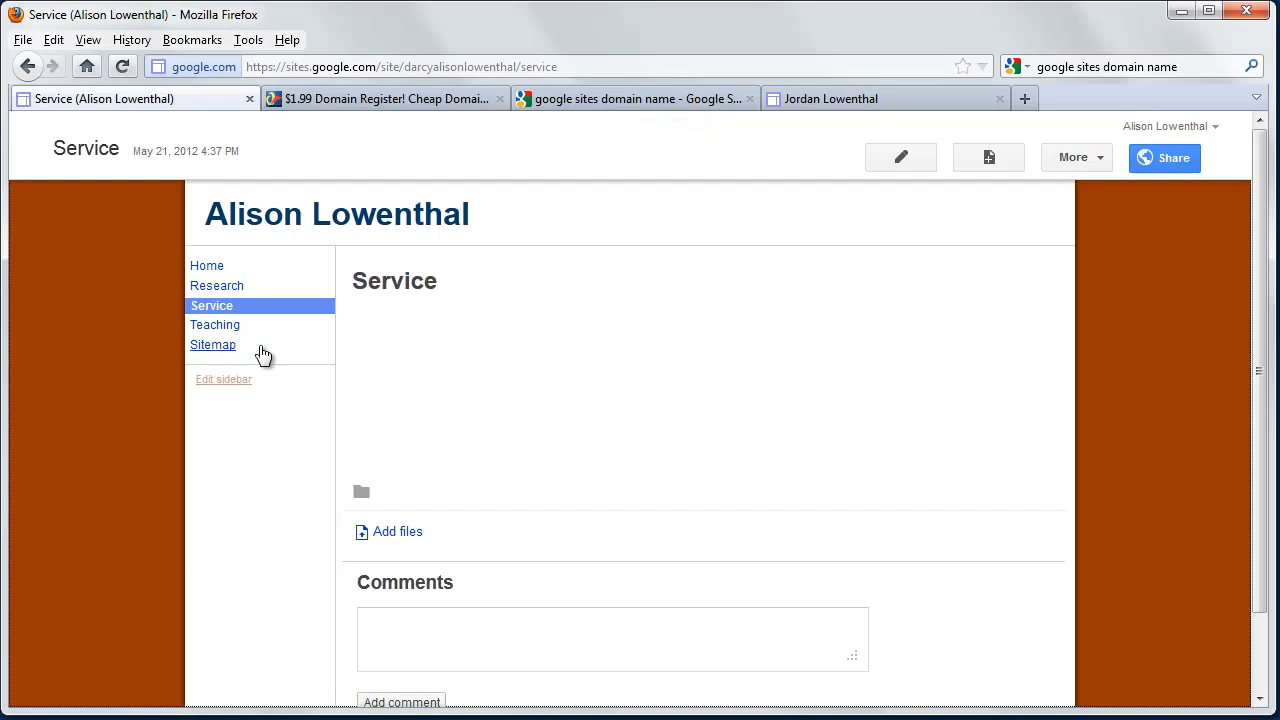 Service (Alison Lowenthal) - Mozilla Firefox
File Edit View History Bookmarks Tools Help
google.com https://sites.google.com/site/darcyalisonlowenthal/service google sites domain name
Service (Alison Lowenthal) $1.99 Domain Register! Cheap Domai... google sites domain name - Google S... Jordan Lowenthal
Alison Lowenthal
Service May 21, 2012 4:37 PM
More Share
Alison Lowenthal
Home
Research
Service
Teaching
Sitemap
Edit sidebar
Service
Add files
Comments
Add comment